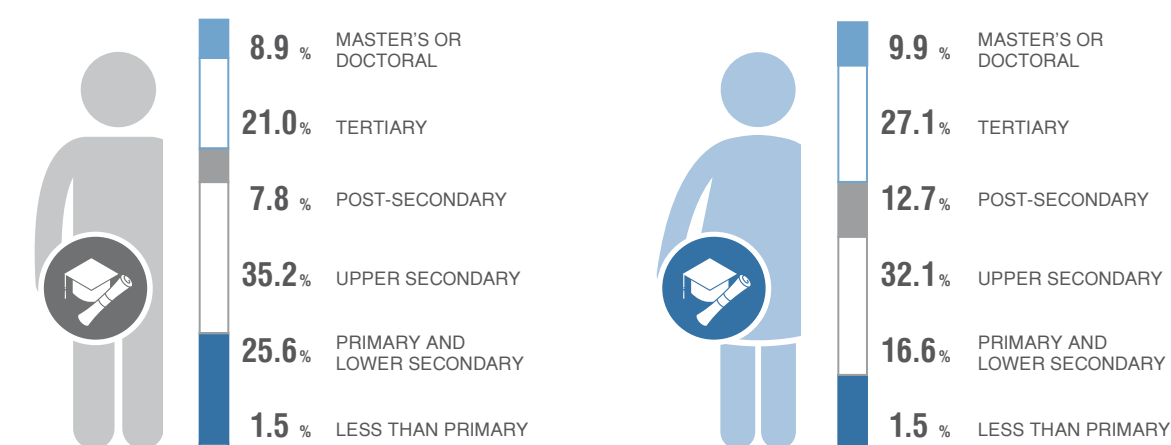 8.9 % MASTER'S OR
DOCTORAL
21.0% TERTIARY
7.8 % POST-SECONDARY
35.2% UPPER SECONDARY
25.6% PRIMARY AND
LOWER SECONDARY
1.5 % LESS THAN PRIMARY
9.9 % MASTER'S OR
DOCTORAL
27.1% TERTIARY
12.7% POST-SECONDARY
32.1% UPPER SECONDARY
16.6% PRIMARY AND
LOWER SECONDARY
1.5 % LESS THAN PRIMARY